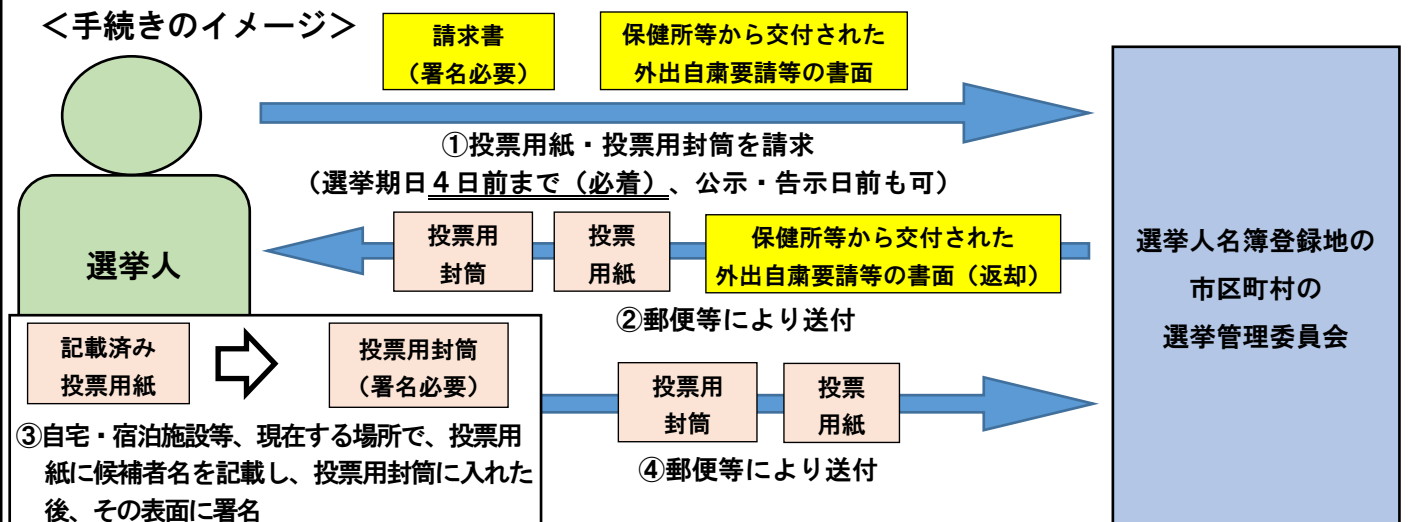 ＜手続きのイメージ＞
請求書
（署名必要）
保健所等から交付された
外出自粛要請等の書面
①投票用紙・投票用封筒を請求
（選挙期日４日前まで（必着）、公示・告示日前も可）
選挙人
投票用
封筒
投票
用紙
保健所等から交付された
外出自粛要請等の書面（返却）
②郵便等により送付
選挙人名簿登録地の
市区町村の
選挙管理委員会
記載済み
投票用紙
投票用封筒
（署名必要）
③自宅・宿泊施設等、現在する場所で、投票用
紙に候補者名を記載し、投票用封筒に入れた
後、その表面に署名
投票用
封筒
投票
用紙
④郵便等により送付